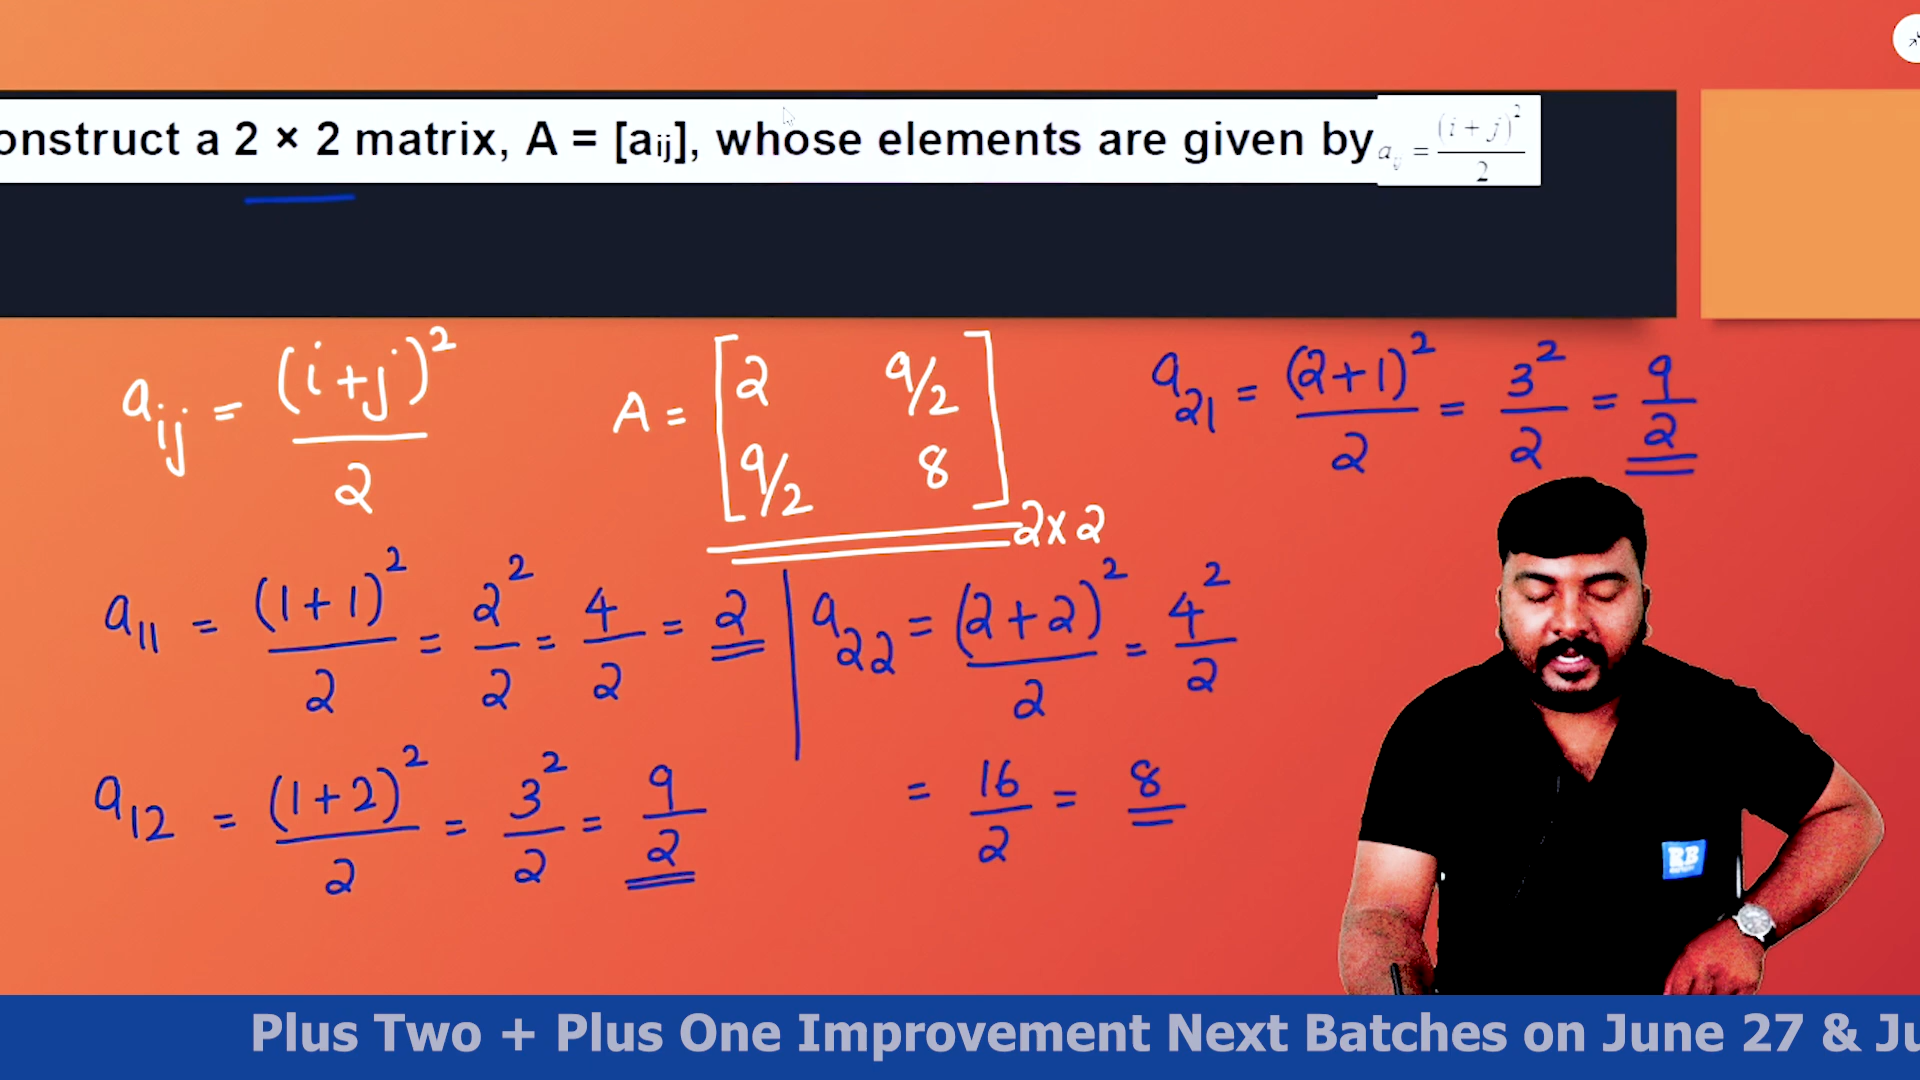 onstruct a 2 × 2 matrix, A = [aij], whose elements are given by aij = (i + j)² / 2
aij = (i+j)² / 2
A = [2 9/2
9/2 8] 2×2
a21 = (2+1)² / 2 = 3² / 2 = 9 / 2
a11 = (1+1)² / 2 = 2² / 2 = 4 / 2 = 2
a22 = (2+2)² / 2 = 4² / 2
= 16 / 2 = 8
a12 = (1+2)² / 2 = 3² / 2 = 9 / 2
RB
Plus Two + Plus One Improvement Next Batches on June 27 & Ju